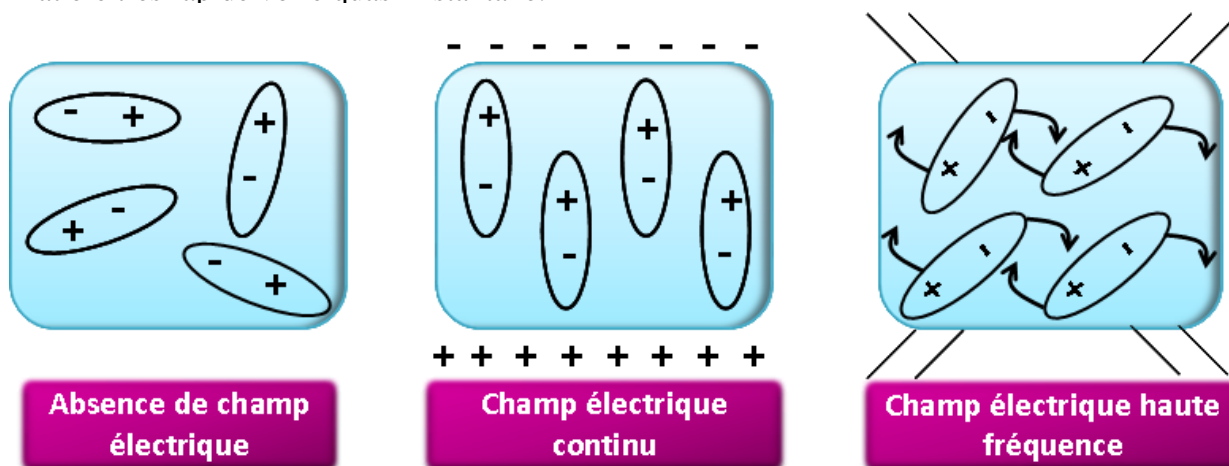 - +
+
-
+ -
-
+
- - - - - - - -
+
-
+
-
+
-
+
-
+ + + + + + + +
-
+
-
+
-
+
-
+
Absence de champ
électrique
Champ électrique
continu
Champ électrique haute
fréquence